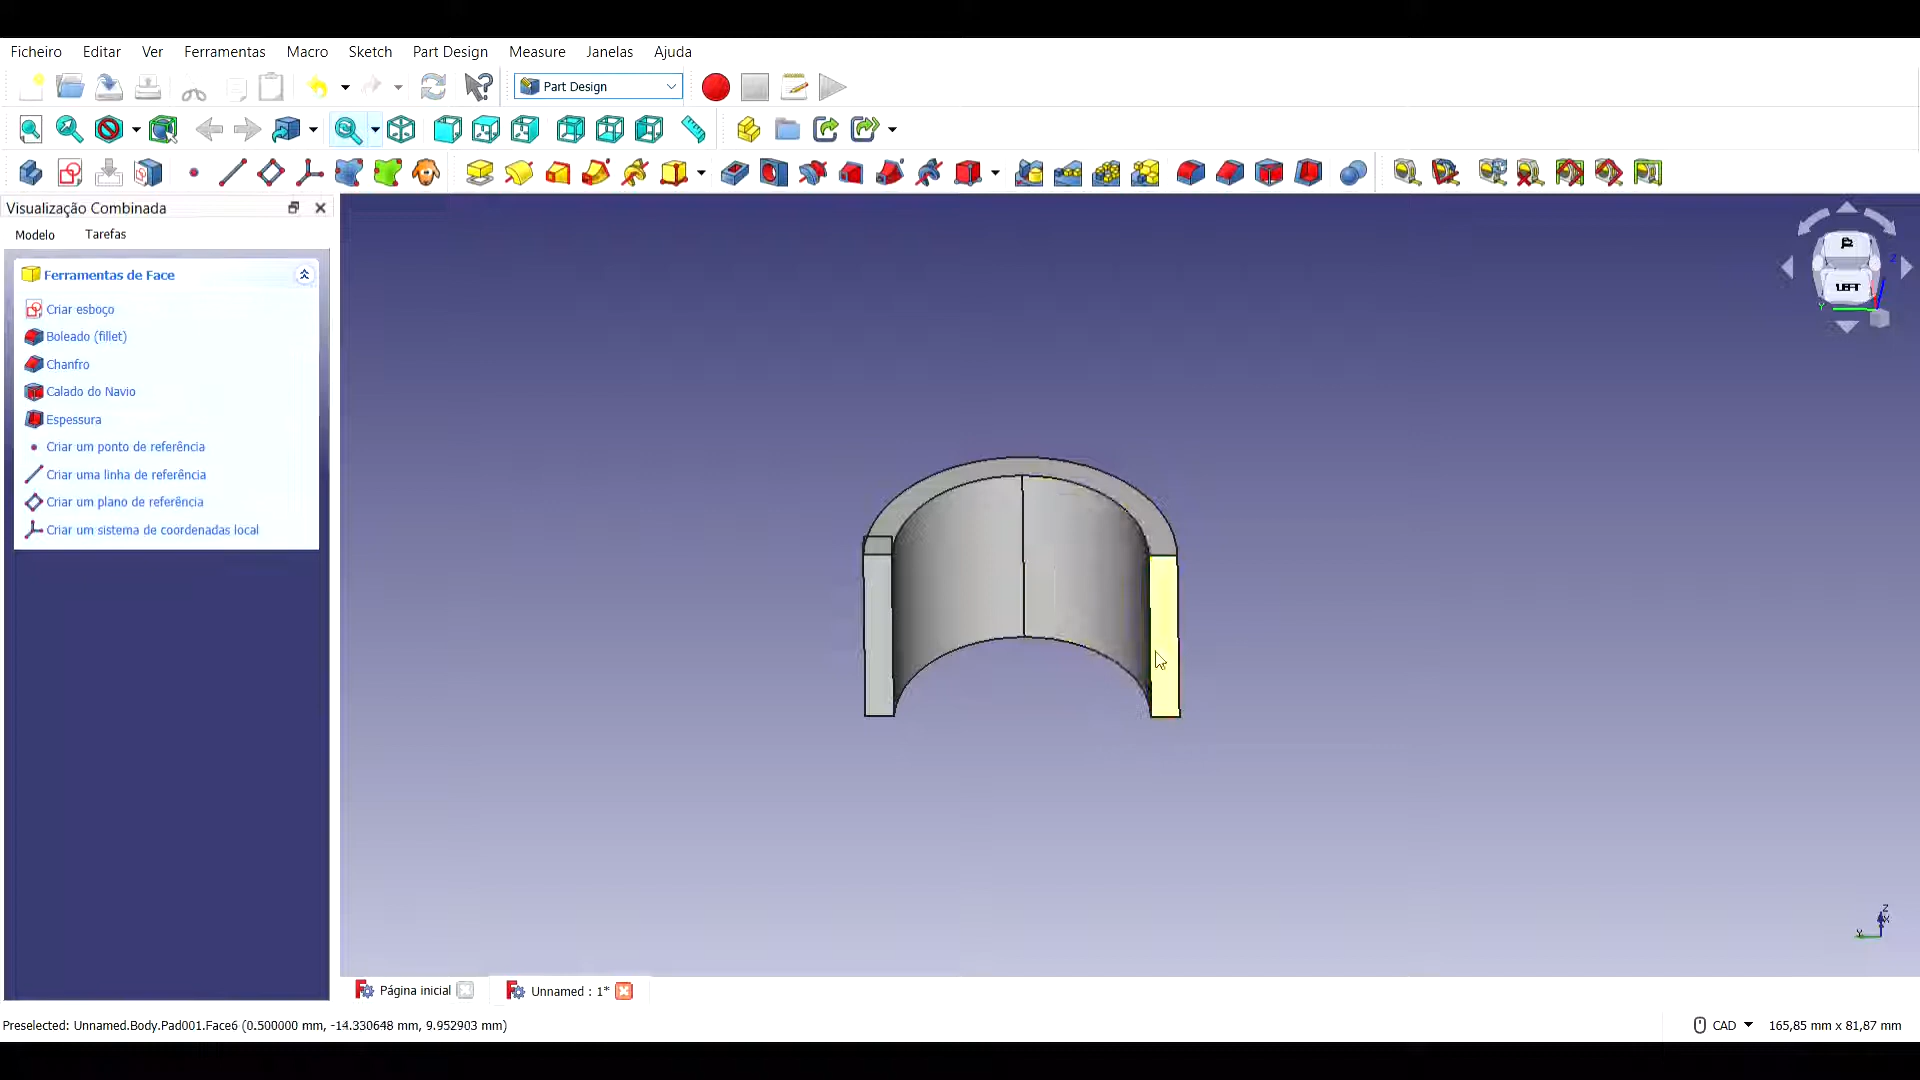 Ficheiro Editar Ver Ferramentas Macro Sketch Part Design Measure Janelas Ajuda
Part Design
Visualização Combinada
Modelo Tarefas
Ferramentas de Face
Criar esboço
Boleado (fillet)
Chanfro
Calado do Navio
Espessura
Criar um ponto de referência
Criar uma linha de referência
Criar um plano de referência
Criar um sistema de coordenadas local
LEFT
Z
Y
Z
X
Y
Página inicial
Unnamed : 1*
Preselected: Unnamed.Body.Pad001.Face6 (0.500000 mm, -14.330648 mm, 9.952903 mm)
CAD
165,85 mm x 81,87 mm